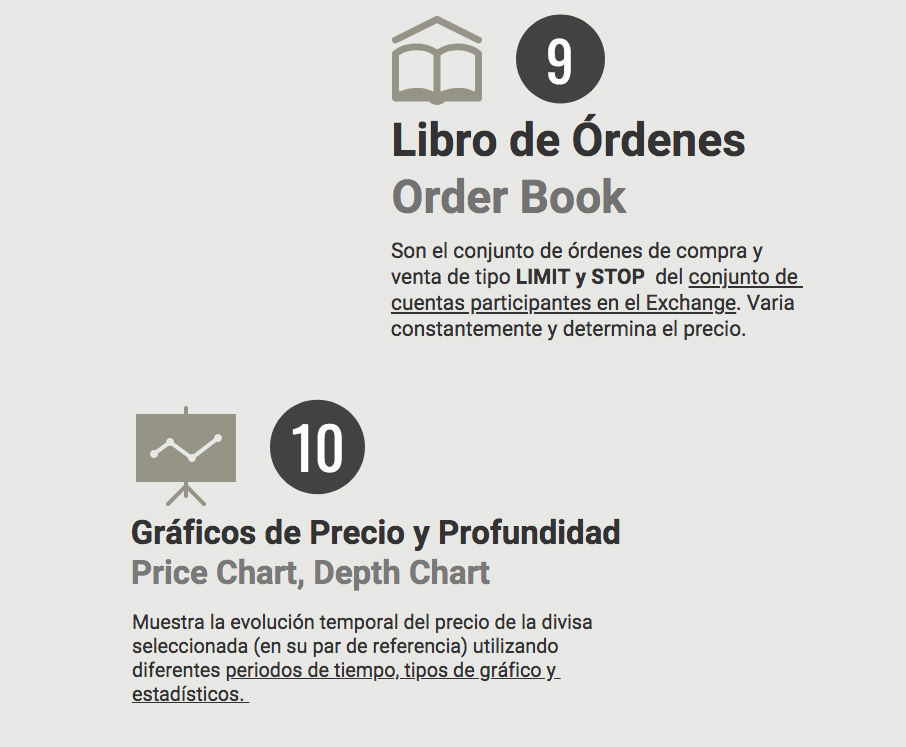 9
Libro de Órdenes
Order Book
Son el conjunto de órdenes de compra y
venta de tipo LIMIT y STOP del conjunto de
cuentas participantes en el Exchange. Varia
constantemente y determina el precio.
10
Gráficos de Precio y Profundidad
Price Chart, Depth Chart
Muestra la evolución temporal del precio de la divisa
seleccionada (en su par de referencia) utilizando
diferentes periodos de tiempo, tipos de gráfico y
estadísticos.